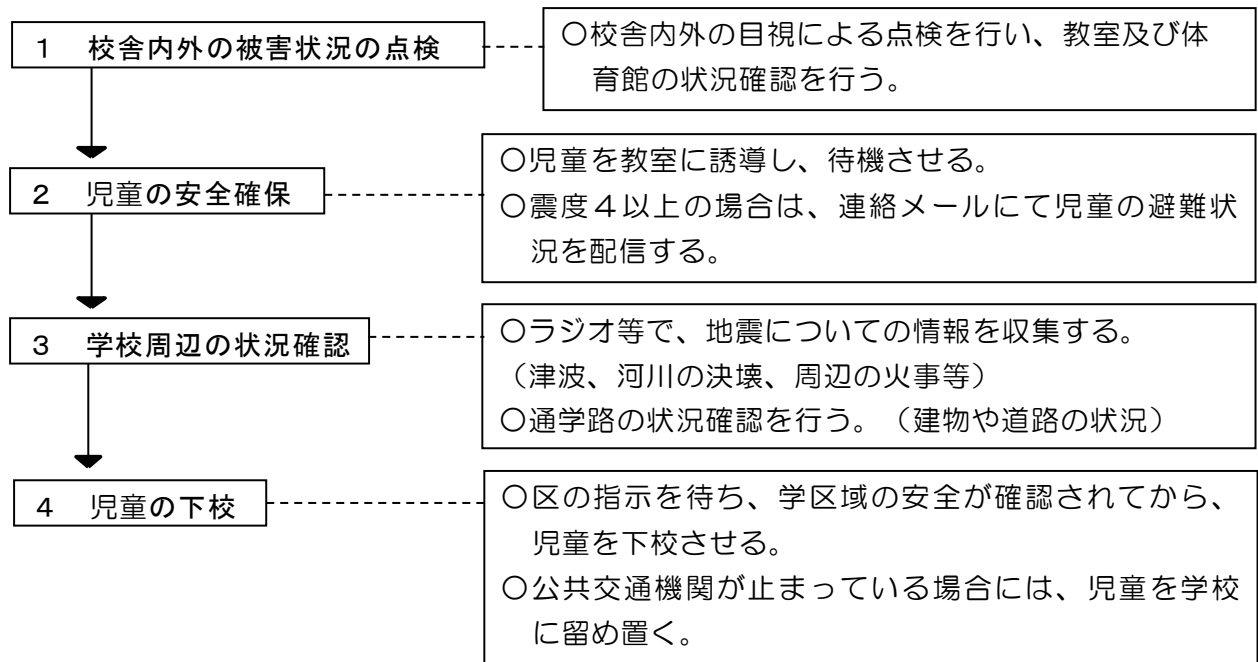 1 校舎内外の被害状況の点検
〇校舎内外の目視による点検を行い、教室及び体
育館の状況確認を行う。
2 児童の安全確保
〇児童を教室に誘導し、待機させる。
〇震度４以上の場合は、連絡メールにて児童の避難状
況を配信する。
3 学校周辺の状況確認
〇ラジオ等で、地震についての情報を収集する。
（津波、河川の決壊、周辺の火事等）
〇通学路の状況確認を行う。（建物や道路の状況）
4 児童の下校
〇区の指示を待ち、学区域の安全が確認されてから、
児童を下校させる。
〇公共交通機関が止まっている場合には、児童を学校
に留め置く。